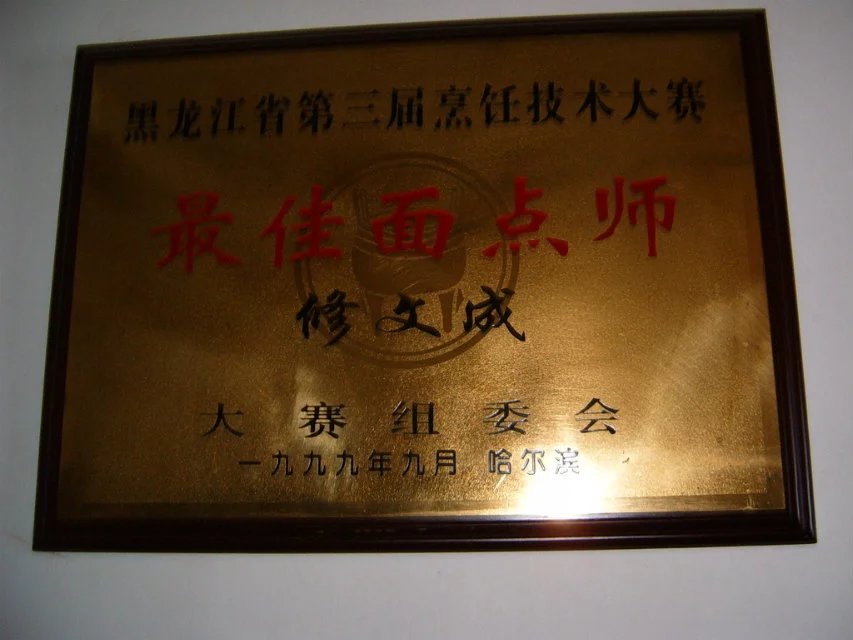 黑龙江省第三届烹饪技术大赛
最佳面点师
修文成
大赛组委会
一九九九年九月 哈尔滨